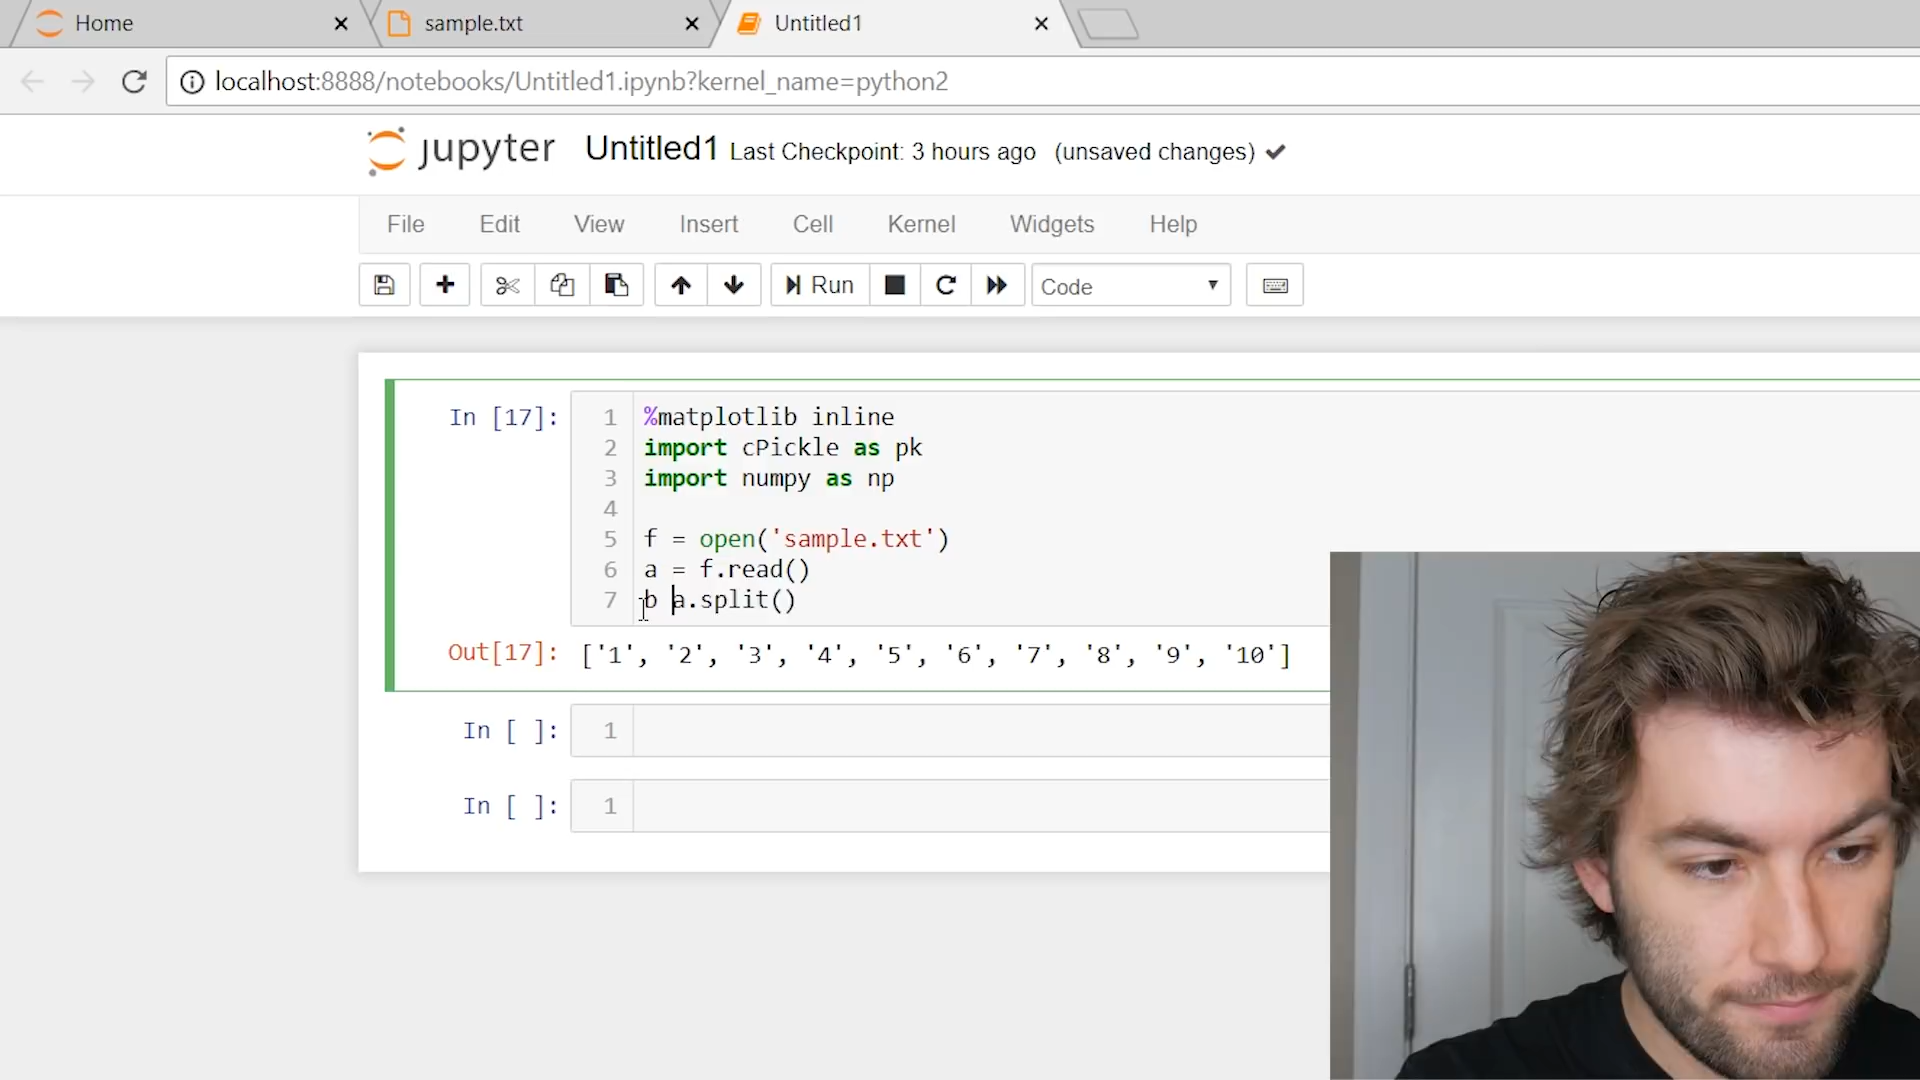 Home
sample.txt
Untitled1
localhost:8888/notebooks/Untitled1.ipynb?kernel_name=python2
jupyter Untitled1 Last Checkpoint: 3 hours ago (unsaved changes)
File Edit View Insert Cell Kernel Widgets Help
Run Code
In [17]:
1 %matplotlib inline
2 import cPickle as pk
3 import numpy as np
4
5 f = open('sample.txt')
6 a = f.read()
7 b a.split()
Out[17]: ['1', '2', '3', '4', '5', '6', '7', '8', '9', '10']
In [ ]: 1
In [ ]: 1